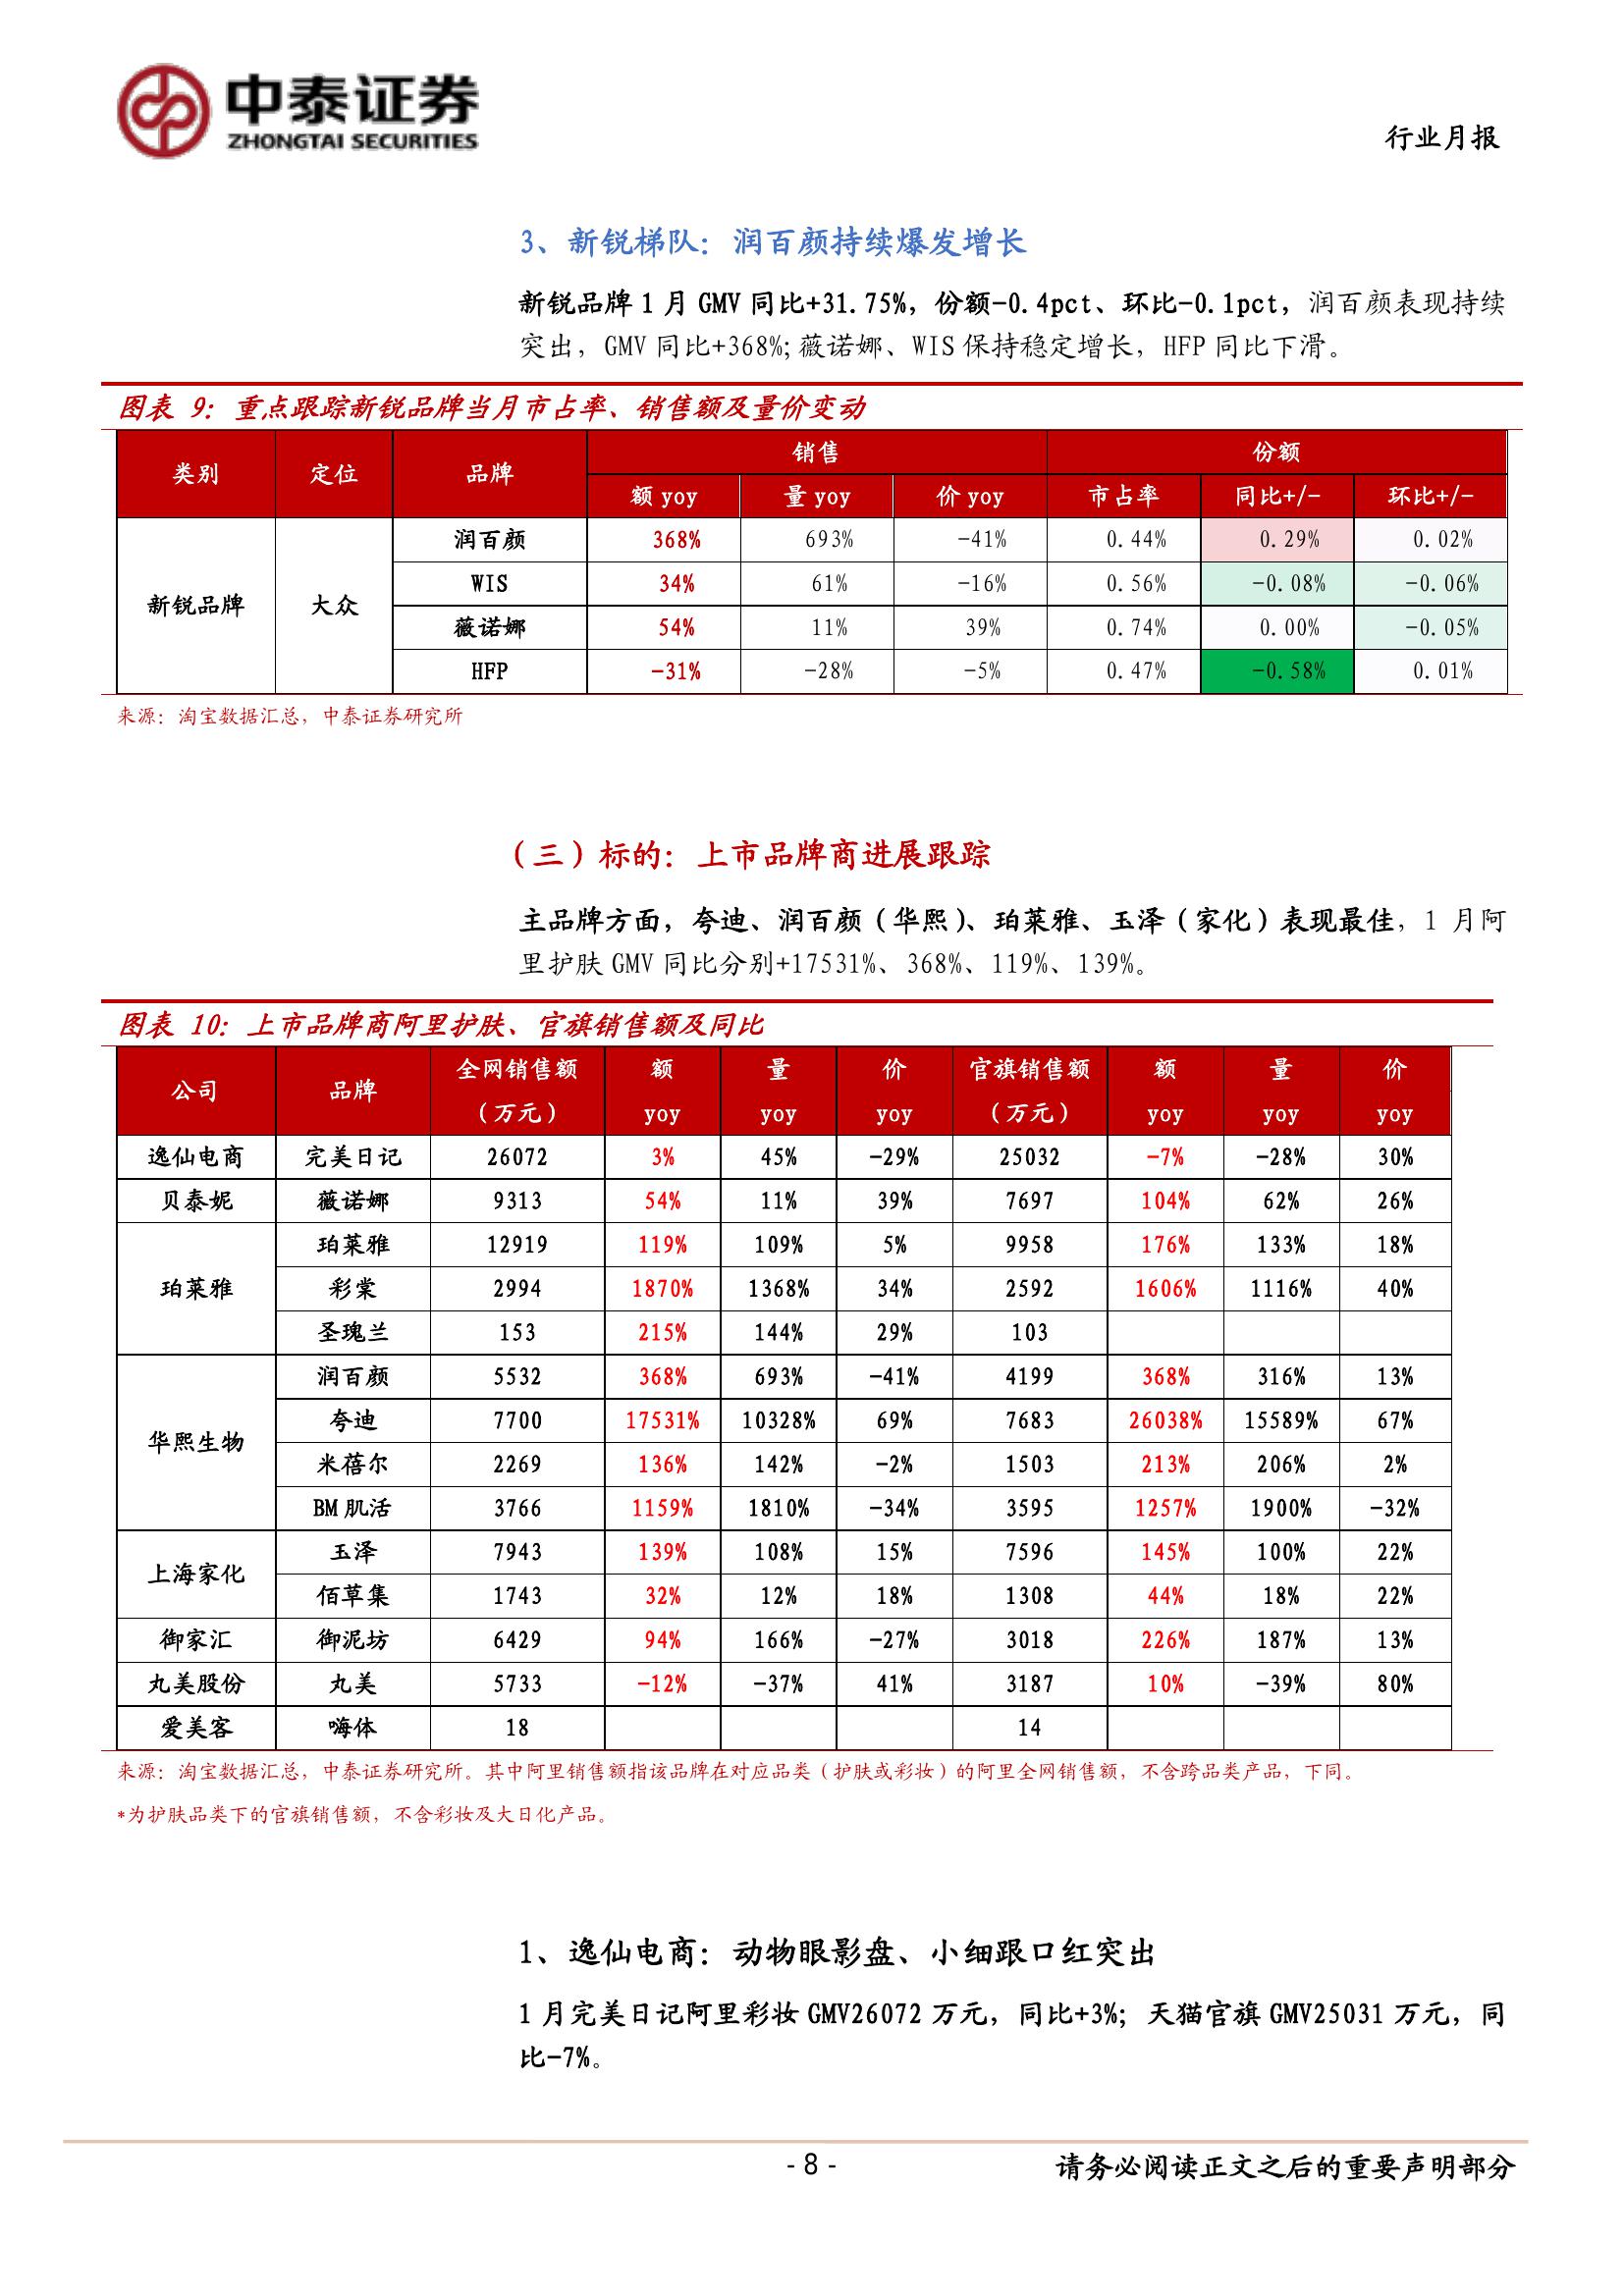 中泰证券
ZHONGTAI SECURITIES
行业月报
3、新锐梯队：润百颜持续爆发增长
新锐品牌 1 月 GMV 同比+31.75%，份额-0.4pct、环比-0.1pct，润百颜表现持续
突出，GMV 同比+368%；薇诺娜、WIS 保持稳定增长，HFP 同比下滑。
图表 9：重点跟踪新锐品牌当月市占率、销售额及量价变动
类别 定位 品牌 销售 份额
额 yoy 量 yoy 价 yoy 市占率 同比+/- 环比+/-
新锐品牌 大众
润百颜 368% 693% -41% 0.44% 0.29% 0.02%
WIS 34% 61% -16% 0.56% -0.08% -0.06%
薇诺娜 54% 11% 39% 0.74% 0.00% -0.05%
HFP -31% -28% -5% 0.47% -0.58% 0.01%
来源：淘宝数据汇总，中泰证券研究所
（三）标的：上市品牌商进展跟踪
主品牌方面，夸迪、润百颜（华熙）、珀莱雅、玉泽（家化）表现最佳，1 月阿
里护肤 GMV 同比分别+17531%、368%、119%、139%。
图表 10：上市品牌商阿里护肤、官旗销售额及同比
公司 品牌 全网销售额（万元） 额 yoy 量 yoy 价 yoy 官旗销售额（万元） 额 yoy 量 yoy 价 yoy
逸仙电商 完美日记 26072 3% 45% -29% 25032 -7% -28% 30%
贝泰妮 薇诺娜 9313 54% 11% 39% 7697 104% 62% 26%
珀莱雅 珀莱雅 12919 119% 109% 5% 9958 176% 133% 18%
彩棠 2994 1870% 1368% 34% 2592 1606% 1116% 40%
圣瑰兰 153 215% 144% 29% 103
华熙生物 润百颜 5532 368% 693% -41% 4199 368% 316% 13%
夸迪 7700 17531% 10328% 69% 7683 26038% 15589% 67%
米蓓尔 2269 136% 142% -2% 1503 213% 206% 2%
BM 肌活 3766 1159% 1810% -34% 3595 1257% 1900% -32%
上海家化 玉泽 7943 139% 108% 15% 7596 145% 100% 22%
佰草集 1743 32% 12% 18% 1308 44% 18% 22%
御家汇 御泥坊 6429 94% 166% -27% 3018 226% 187% 13%
丸美股份 丸美 5733 -12% -37% 41% 3187 10% -39% 80%
爱美客 嗨体 18 14
来源：淘宝数据汇总，中泰证券研究所。其中阿里销售额指该品牌在对应品类（护肤或彩妆）的阿里全网销售额，不含跨品类产品，下同。
*为护肤品类下的官旗销售额，不含彩妆及大日化产品。
1、逸仙电商：动物眼影盘、小细跟口红突出
1 月完美日记阿里彩妆 GMV26072 万元，同比+3%；天猫官旗 GMV25031 万元，同
比-7%。
- 8 -
请务必阅读正文之后的重要声明部分